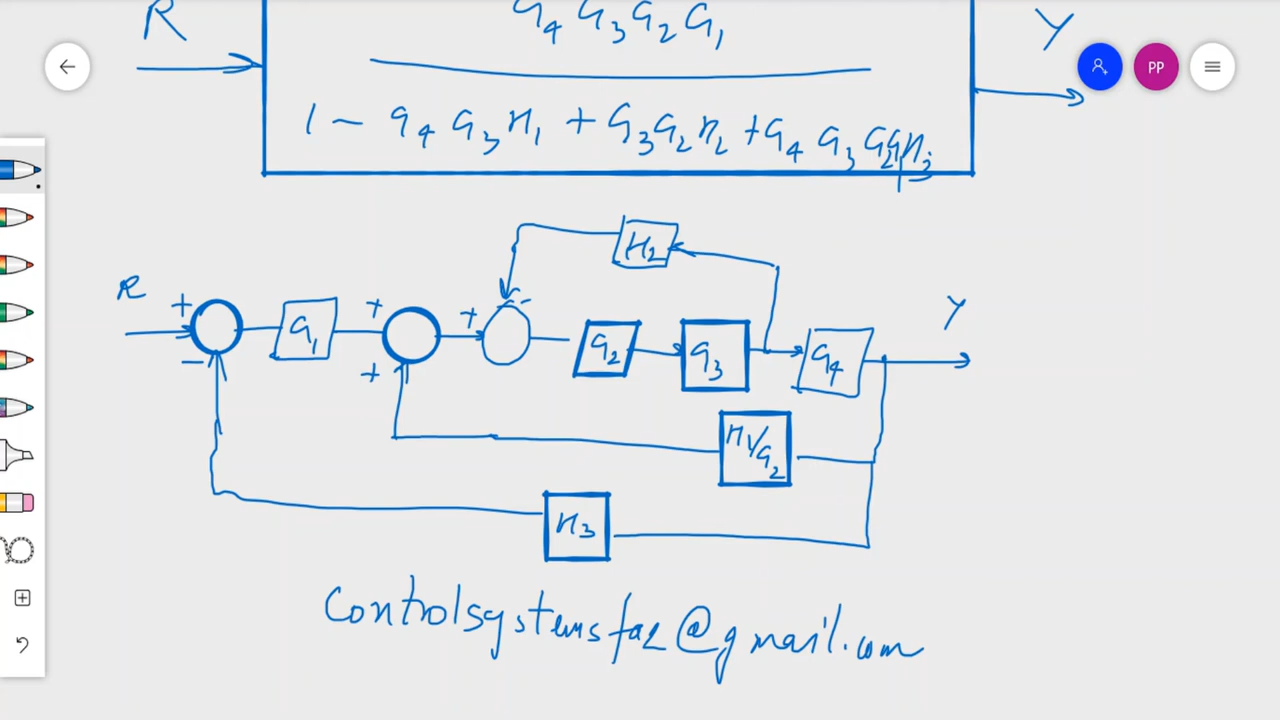 R
G4 G3 G2 G1
Y
PP
1 - G4 G3 H1 + G3 G2 H2 + G4 G3 G2 G1 H3
H2
R + G1 + + - G2 G3 G4 Y
- +
H1/G2
H3
Controlsystemsfaz@gmail.com